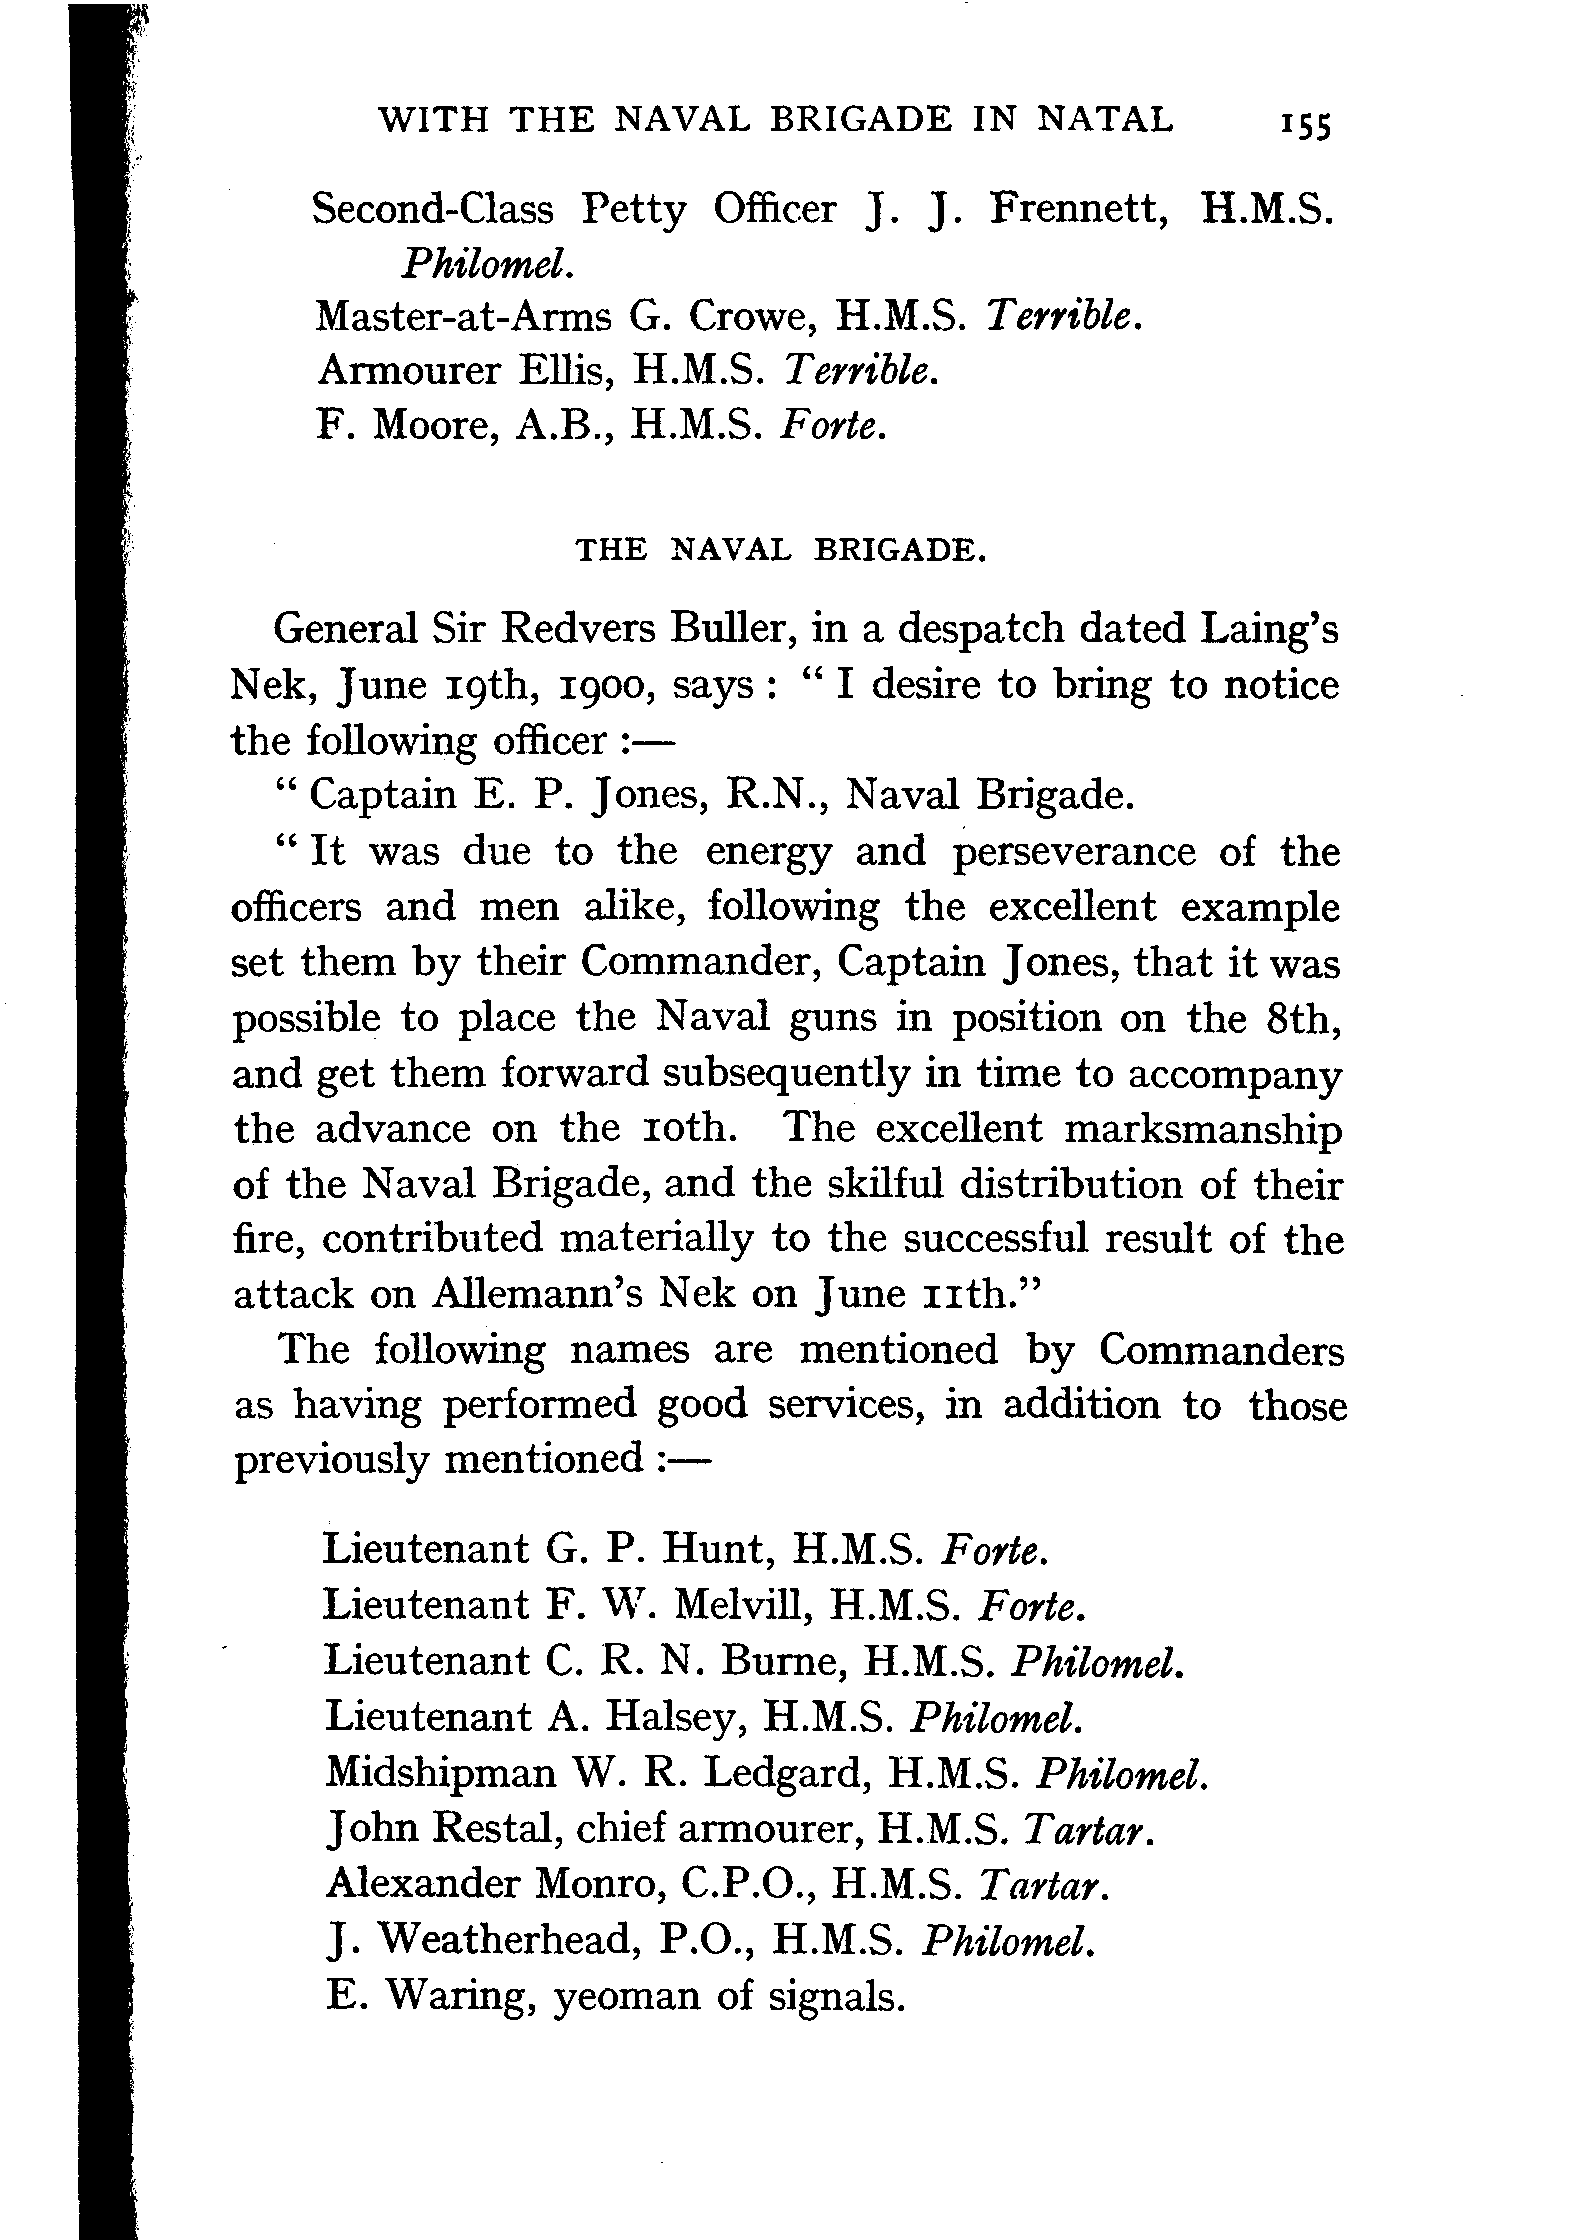 WITH THE NAVAL BRIGADE IN NATAL 155
Second-Class Petty Officer J. J. Frennett, H.M.S.
Philomel.
Master-at-Arms G. Crowe, H.M.S. Terrible.
Armourer Ellis, H.M.S. Terrible.
F. Moore, A.B., H.M.S. Forte.
THE NAVAL BRIGADE.
General Sir Redvers Buller, in a despatch dated Laing's
Nek, June 19th, 1900, says : " I desire to bring to notice
the following officer :—
" Captain E. P. Jones, R.N., Naval Brigade.
" It was due to the energy and perseverance of the
officers and men alike, following the excellent example
set them by their Commander, Captain Jones, that it was
possible to place the Naval guns in position on the 8th,
and get them forward subsequently in time to accompany
the advance on the 10th. The excellent marksmanship
of the Naval Brigade, and the skilful distribution of their
fire, contributed materially to the successful result of the
attack on Allemann's Nek on June 11th."
The following names are mentioned by Commanders
as having performed good services, in addition to those
previously mentioned :—
Lieutenant G. P. Hunt, H.M.S. Forte.
Lieutenant F. W. Melvill, H.M.S. Forte.
Lieutenant C. R. N. Burne, H.M.S. Philomel.
Lieutenant A. Halsey, H.M.S. Philomel.
Midshipman W. R. Ledgard, H.M.S. Philomel.
John Restal, chief armourer, H.M.S. Tartar.
Alexander Monro, C.P.O., H.M.S. Tartar.
J. Weatherhead, P.O., H.M.S. Philomel.
E. Waring, yeoman of signals.